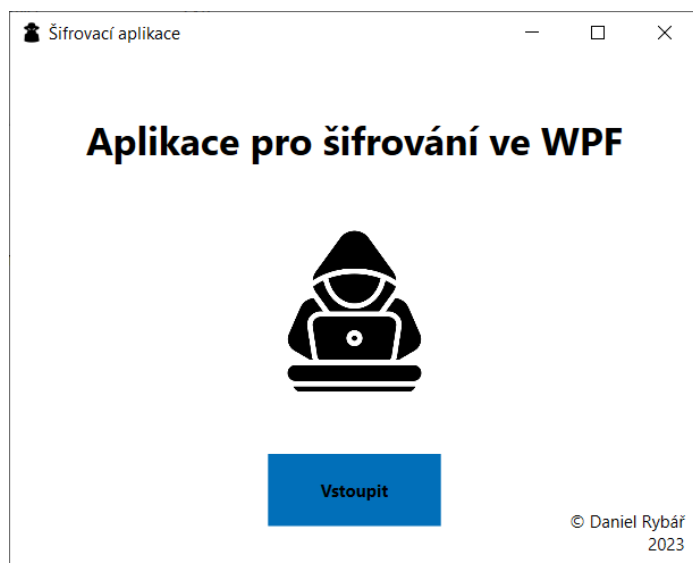 Šifrovací aplikace
Aplikace pro šifrování ve WPF
Vstoupit
© Daniel Rybář
2023